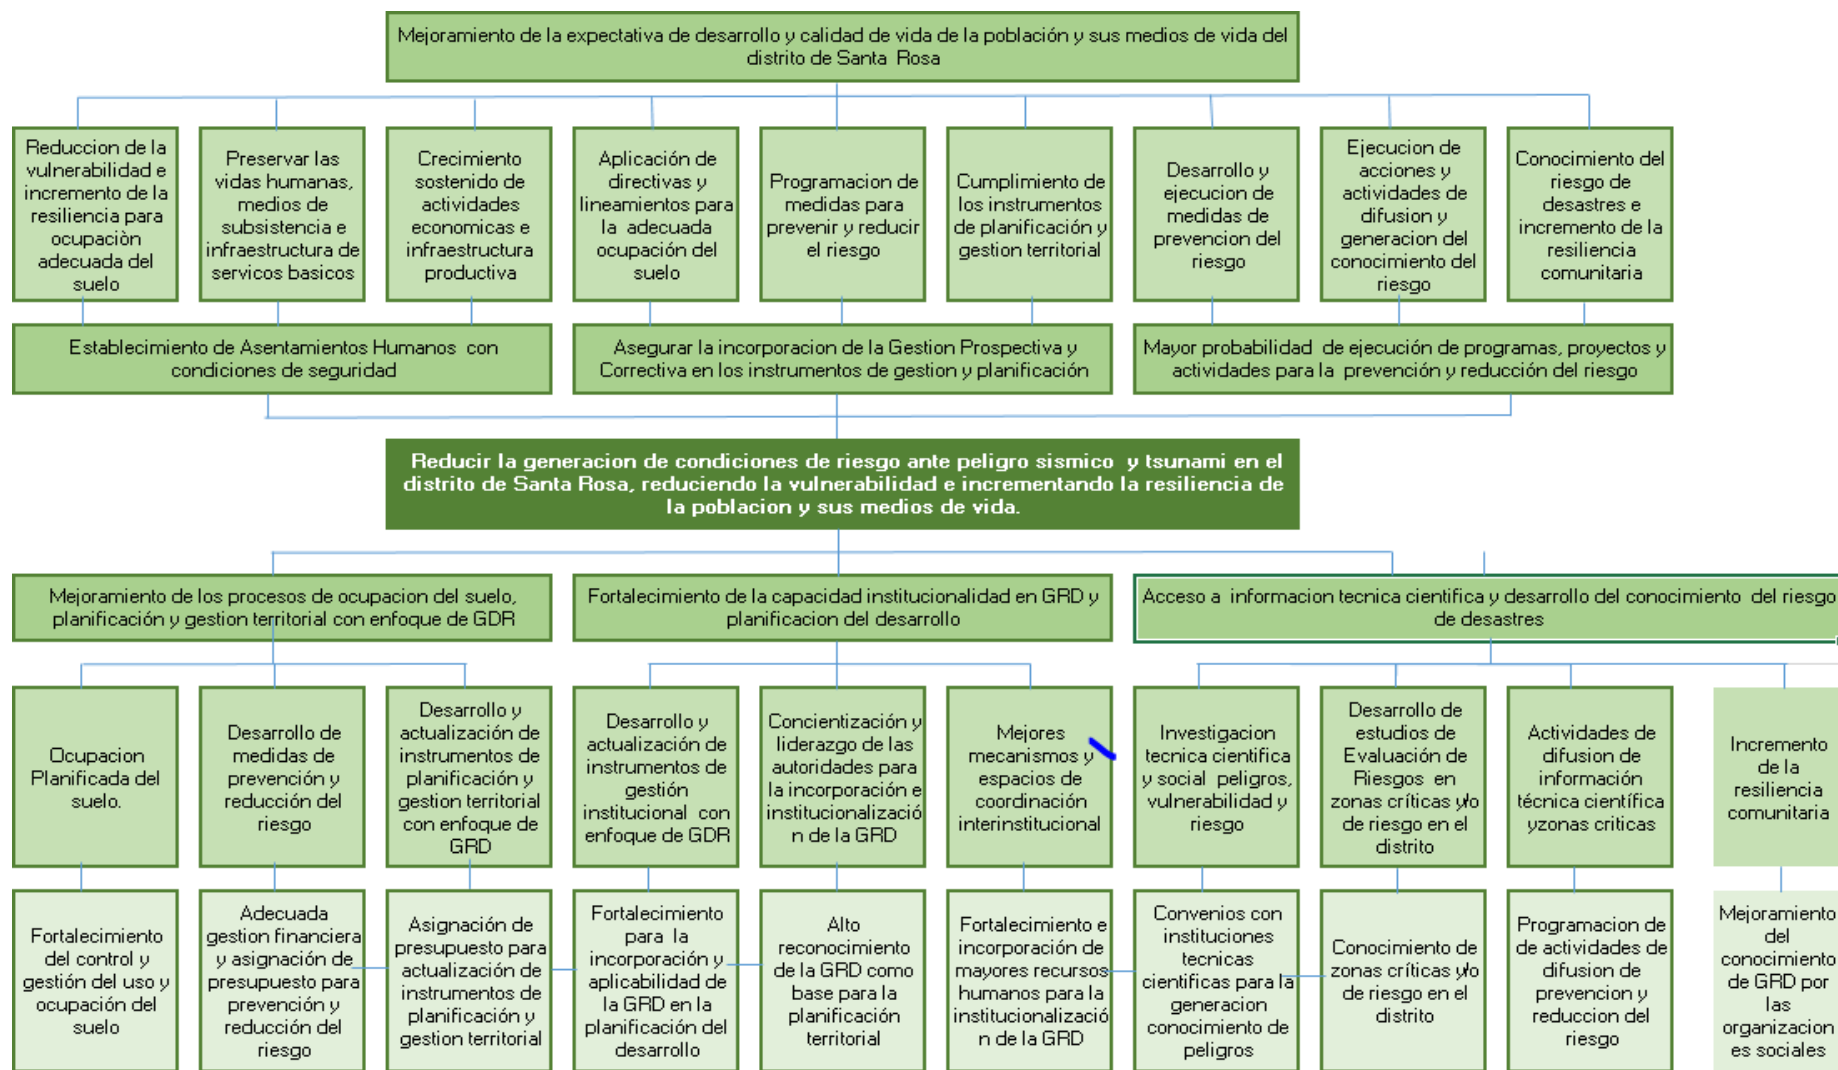 Mejoramiento de la expectativa de desarrollo y calidad de vida de la población y sus medios de vida del
distrito de Santa Rosa
Reduccion de la
vulnerabilidad e
incremento de la
resiliencia para
ocupaciòn
adecuada del
suelo
Preservar las
vidas humanas,
medios de
subsistencia e
infraestructura de
servicos basicos
Crecimiento
sostenido de
actividades
economicas e
infraestructura
productiva
Aplicación de
directivas y
lineamientos para
la adecuada
ocupación del
suelo
Programacion de
medidas para
prevenir y reducir
el riesgo
Cumplimiento de
los instrumentos
de planificación y
gestion territorial
Desarrollo y
ejecucion de
medidas de
prevencion del
riesgo
Ejecucion de
acciones y
actividades de
difusion y
generacion del
conocimiento del
riesgo
Conocimiento del
riesgo de
desastres e
incremento de la
resiliencia
comunitaria
Establecimiento de Asentamientos Humanos con
condiciones de seguridad
Asegurar la incorporacion de la Gestion Prospectiva y
Correctiva en los instrumentos de gestion y planificación
Mayor probabilidad de ejecución de programas, proyectos y
actividades para la prevención y reducción del riesgo
Reducir la generacion de condiciones de riesgo ante peligro sismico y tsunami en el
distrito de Santa Rosa, reduciendo la vulnerabilidad e incrementando la resiliencia de
la poblacion y sus medios de vida.
Mejoramiento de los procesos de ocupacion del suelo,
planificación y gestion territorial con enfoque de GDR
Fortalecimiento de la capacidad institucionalidad en GRD y
planificacion del desarrollo
Acceso a informacion tecnica cientifica y desarrollo del conocimiento del riesgo
de desastres
Ocupacion
Planificada del
suelo.
Desarrollo de
medidas de
prevención y
reducción del
riesgo
Desarrollo y
actualización de
instrumentos de
planificación y
gestion territorial
con enfoque de
GRD
Desarrollo y
actualización de
instrumentos de
gestión
institucional con
enfoque de GDR
Concientización y
liderazgo de las
autoridades para
la incorporación e
institucionalizació
n de la GRD
Mejores
mecanismos y
espacios de
coordinación
interinstitucional
Investigacion
tecnica cientifica
y social peligros,
vulnerabilidad y
riesgo
Desarrollo de
estudios de
Evaluación de
Riesgos en
zonas críticas y/o
de riesgo en el
distrito
Actividades de
difusion de
información
técnica científica
yzonas criticas
Incremento
de la
resiliencia
comunitaria
Fortalecimiento
del control y
gestión del uso y
ocupación del
suelo
Adecuada
gestion financiera
y asignación de
presupuesto para
prevención y
reducción del
riesgo
Asignación de
presupuesto para
actualización de
instrumentos de
planificación y
gestion territorial
Fortalecimiento
para la
incorporación y
aplicabilidad de
la GRD en la
planificación del
desarrollo
Alto
reconocimiento
de la GRD como
base para la
planificación
territorial
Fortalecimiento e
incorporación de
mayores recursos
humanos para la
institucionalizació
n de la GRD
Convenios con
instituciones
tecnicas
cientificas para la
generacion
conocimiento de
peligros
Conocimiento de
zonas críticas y/o
de riesgo en el
distrito
Programacion de
de actividades de
difusion de
prevencion y
reduccion del
riesgo
Mejoramiento
del
conocimiento
de GRD por
las
organizacion
es sociales